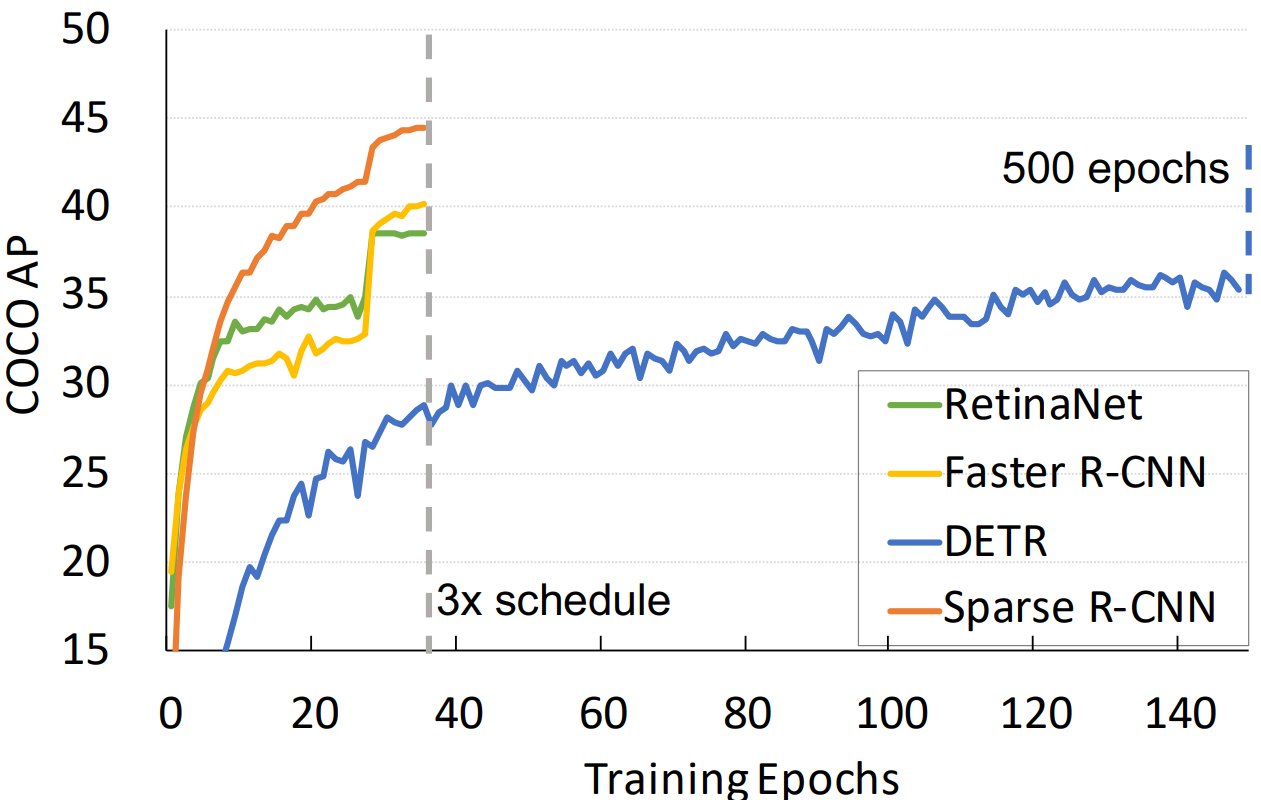 50
45
40
35
30
25
20
15
COCO AP
500 epochs
RetinaNet
Faster R-CNN
DETR
Sparse R-CNN
3x schedule
0 20 40 60 80 100 120 140
Training Epochs